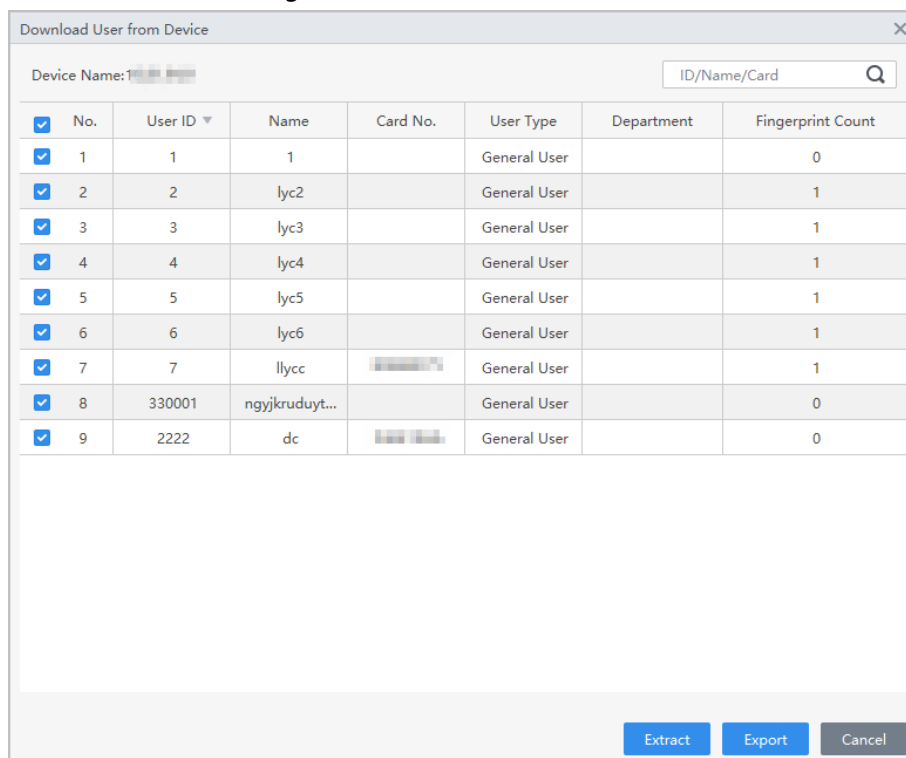 Download User from Device
Device Name:1
ID/Name/Card
No. User ID Name Card No. User Type Department Fingerprint Count
1 1 1 General User 0
2 2 lyc2 General User 1
3 3 lyc3 General User 1
4 4 lyc4 General User 1
5 5 lyc5 General User 1
6 6 lyc6 General User 1
7 7 llycc General User 1
8 330001 ngyjkruduyt... General User 0
9 2222 dc General User 0
Extract Export Cancel